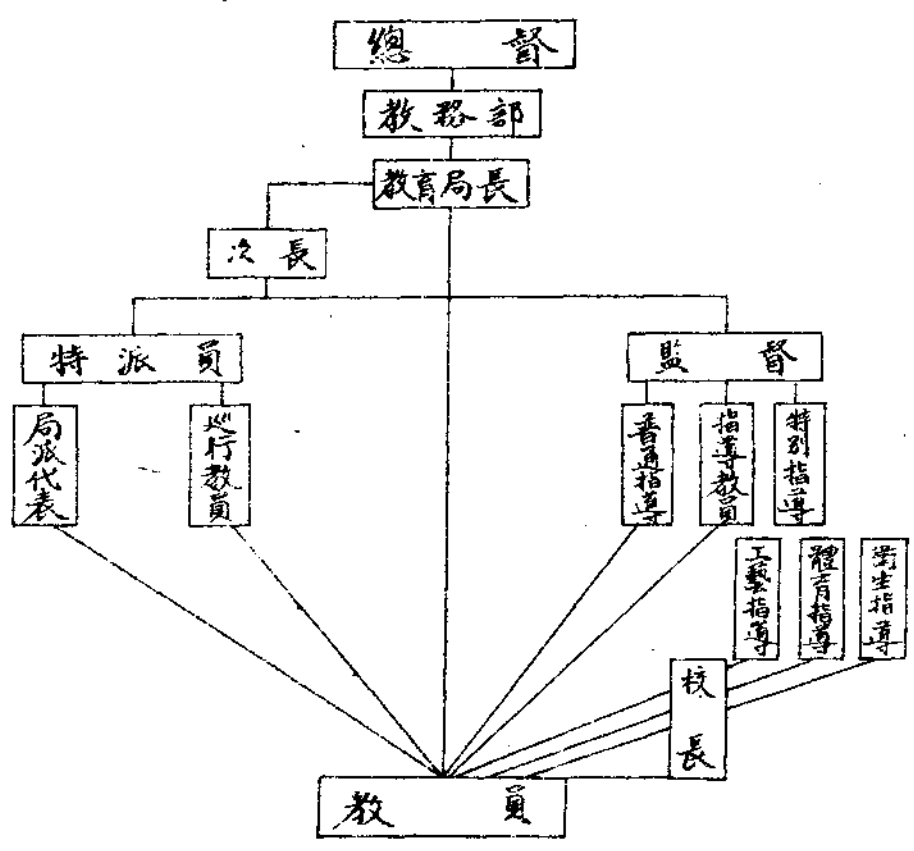 總督
教務部
教育局長
次長
特派員
監督
局派代表
巡行教員
普通指導
指導教員
特別指導
工藝指導
體育指導
衛生指導
校長
教員